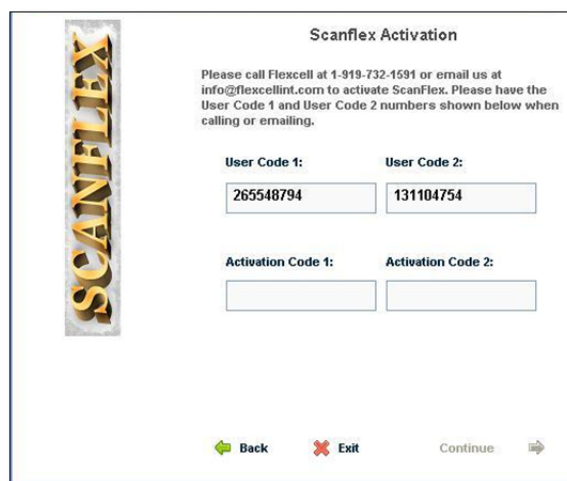 SCANFLEX
Scanflex Activation
Please call Flexcell at 1-919-732-1591 or email us at
info@flexcellint.com to activate ScanFlex. Please have the
User Code 1 and User Code 2 numbers shown below when
calling or emailing.
User Code 1: User Code 2:
265548794 131104754
Activation Code 1: Activation Code 2:
Back Exit Continue